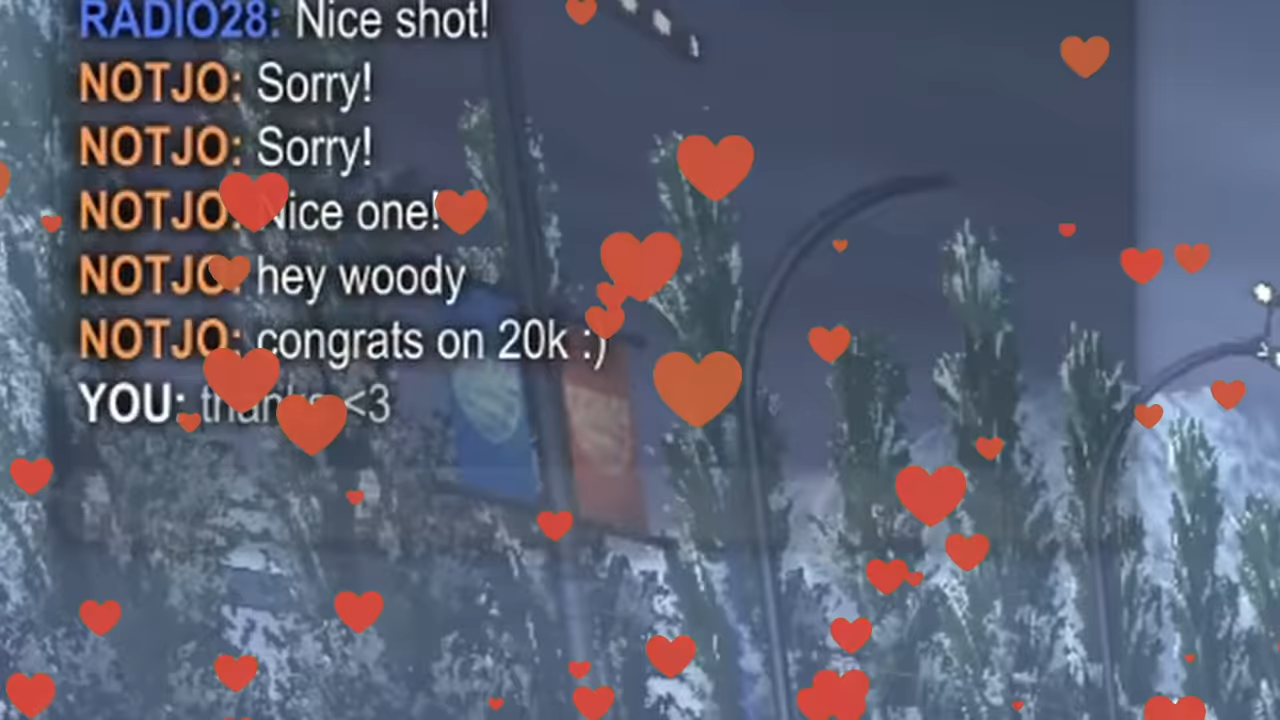 RADIO28: Nice shot!
NOTJO: Sorry!
NOTJO: Sorry!
NOTJO: Nice one!
NOTJO: hey woody
NOTJO: congrats on 20k :)
YOU: thanks <3